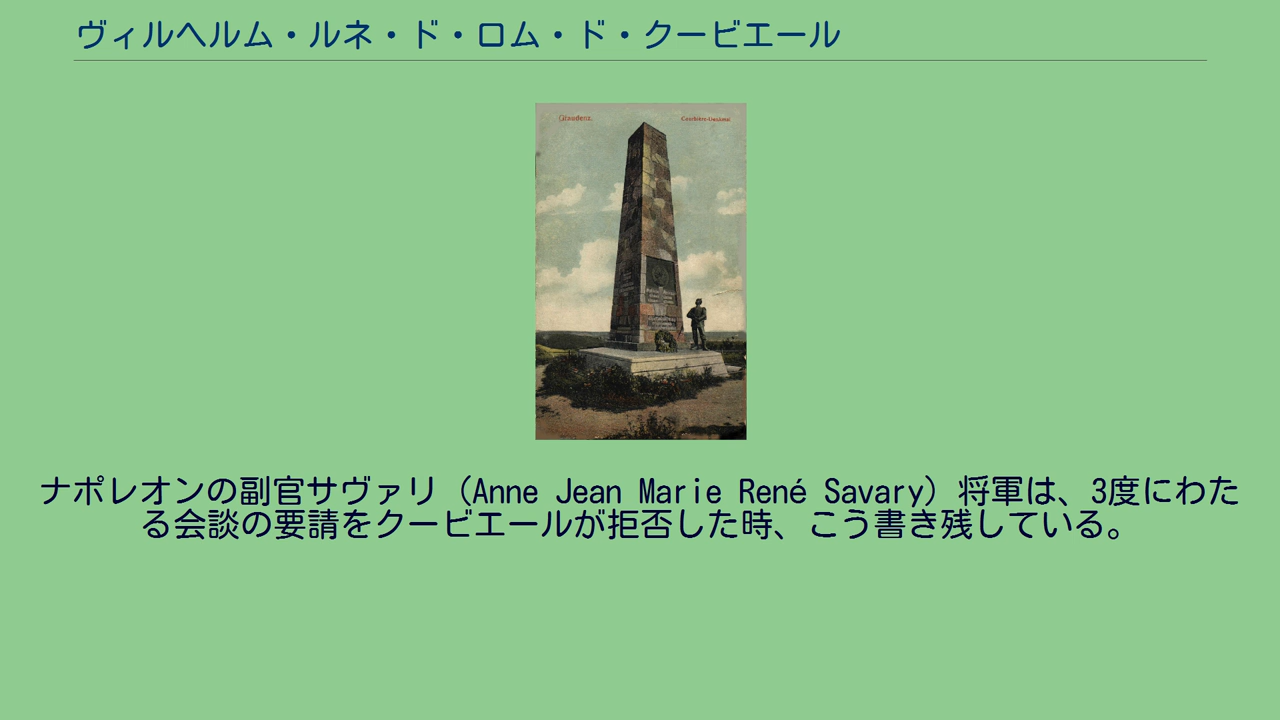 ヴィルヘルム・ルネ・ド・ロム・ド・クービエール
Graudenz.
Courbière-Denkmal
ナポレオンの副官サヴァリ（Anne Jean Marie René Savary）将軍は、3度にわた
る会談の要請をクービエールが拒否した時、こう書き残している。